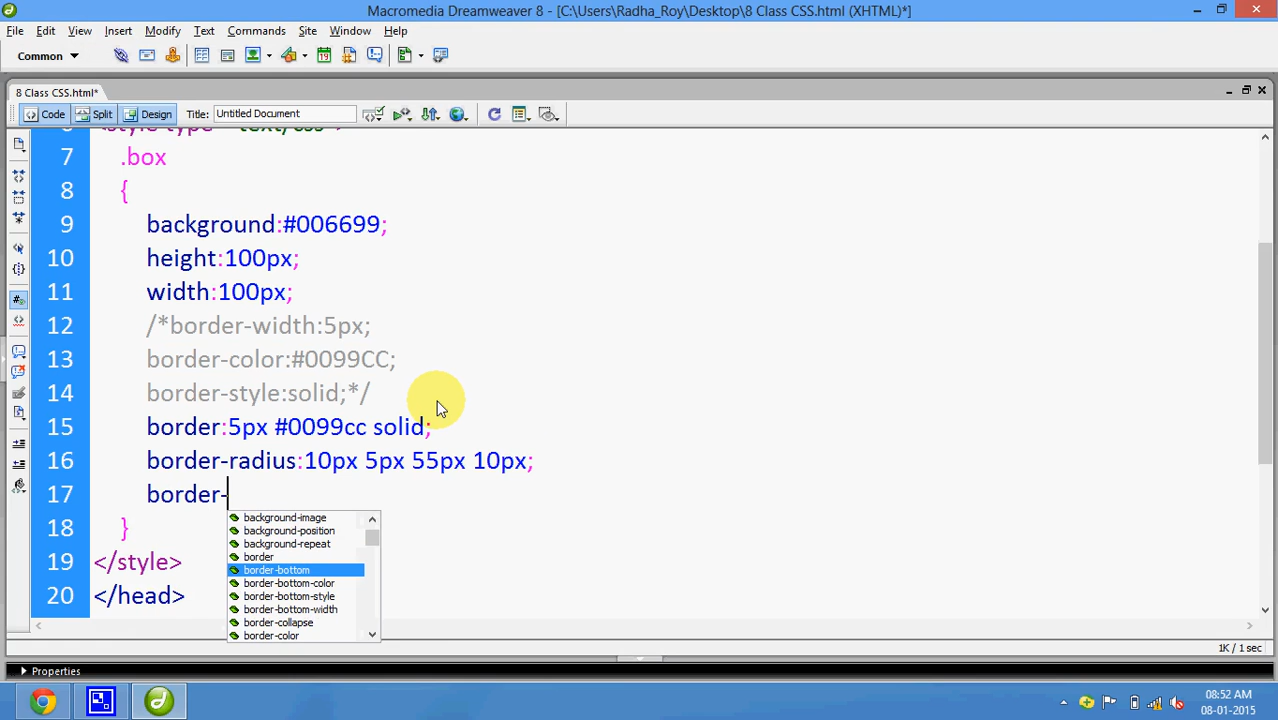 Macromedia Dreamweaver 8 - [C:\Users\Radha_Roy\Desktop\8 Class CSS.html (XHTML)*]
File Edit View Insert Modify Text Commands Site Window Help
Common
8 Class CSS.html*
Code Split Design Title: Untitled Document
<style type="text/css">
7 .box
8 {
9 background:#006699;
10 height:100px;
11 width:100px;
12 /*border-width:5px;
13 border-color:#0099CC;
14 border-style:solid;*/
15 border:5px #0099cc solid;
16 border-radius:10px 5px 55px 10px;
17 border-
background-image
background-position
background-repeat
border
border-bottom
border-bottom-color
border-bottom-style
border-bottom-width
border-collapse
border-color
18 }
19 </style>
20 </head>
1K / 1 sec
Properties
08:52 AM
08-01-2015